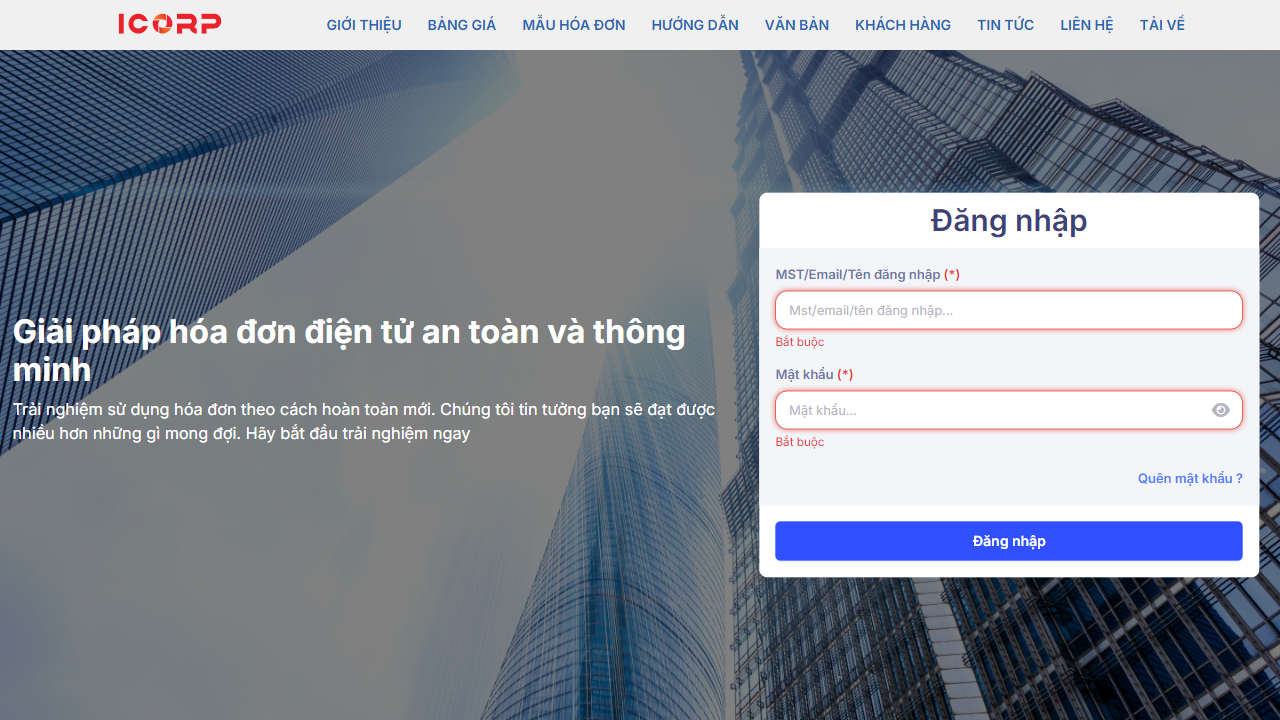 ICORP
GIỚI THIỆU
BẢNG GIÁ
MẪU HÓA ĐƠN
HƯỚNG DẪN
VĂN BẢN
KHÁCH HÀNG
TIN TỨC
LIÊN HỆ
TẢI VỀ
Giải pháp hóa đơn điện tử an toàn và thông
minh
Trải nghiệm sử dụng hóa đơn theo cách hoàn toàn mới. Chúng tôi tin tưởng bạn sẽ đạt được
nhiều hơn những gì mong đợi. Hãy bắt đầu trải nghiệm ngay
Đăng nhập
MST/Email/Tên đăng nhập (*)
Mst/email/tên đăng nhập...
Bắt buộc
Mật khẩu (*)
Mật khẩu...
Bắt buộc
Quên mật khẩu ?
Đăng nhập